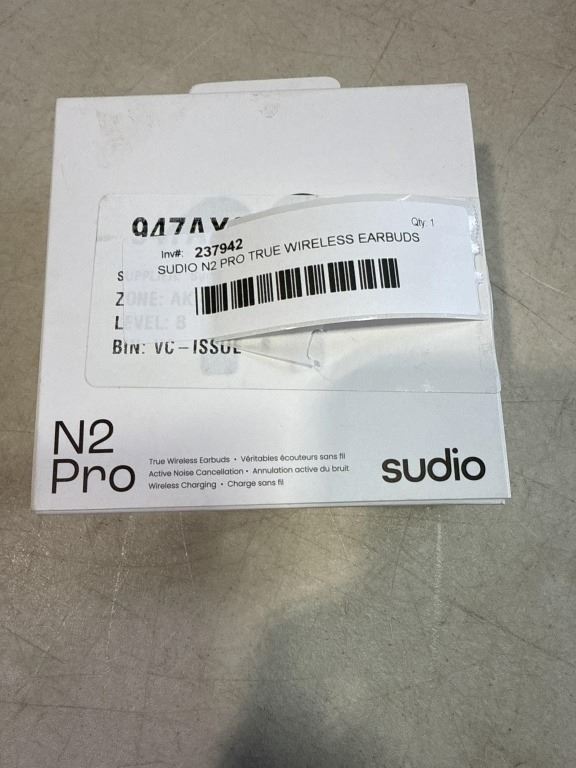 947AX
Qty: 1
Inv#: 237942
SUDIO N2 PRO TRUE WIRELESS EARBUDS
ZONE: AK
LEVEL: 8
BIN: VC-ISSUE
N2
Pro
True Wireless Earbuds • Véritables écouteurs sans fil
Active Noise Cancellation • Annulation active du bruit
Wireless Charging • Charge sans fil
sudio